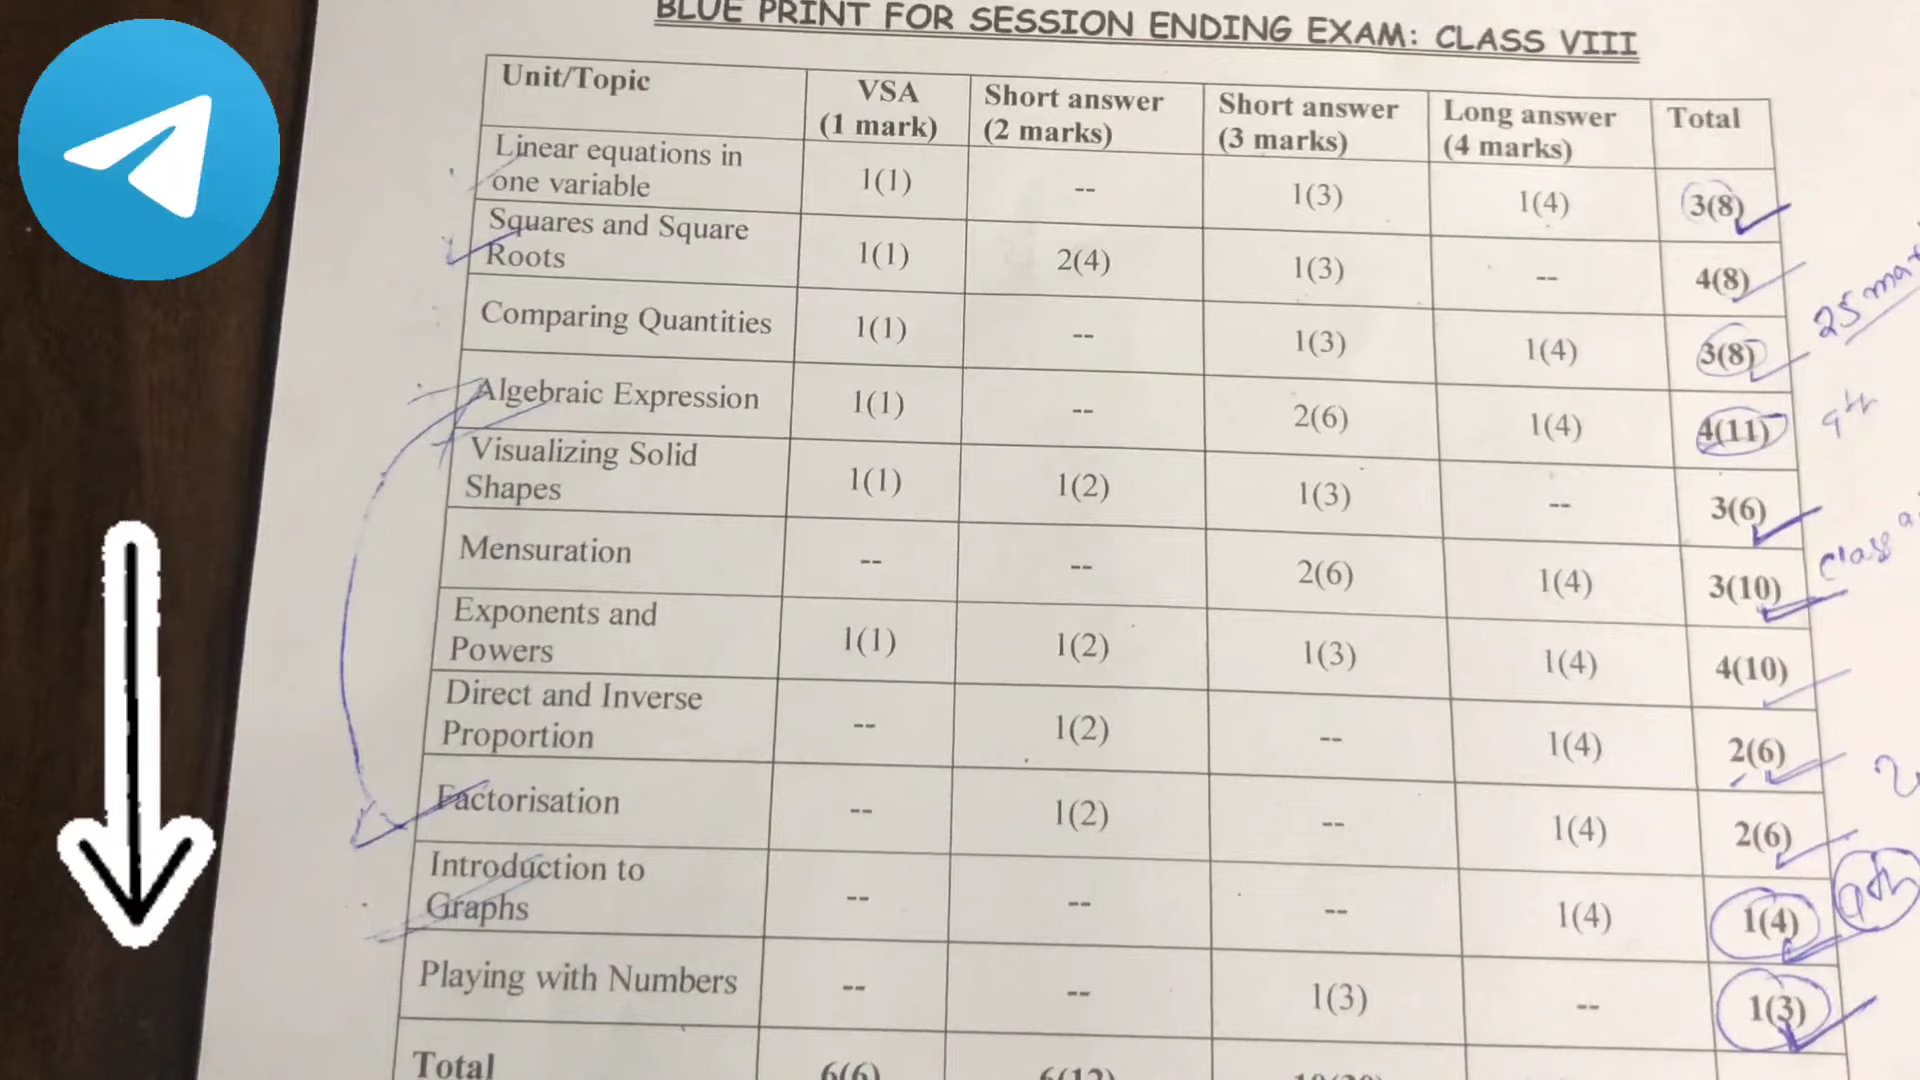 BLUE PRINT FOR SESSION ENDING EXAM: CLASS VIII
Unit/Topic VSA (1 mark) Short answer (2 marks) Short answer (3 marks) Long answer (4 marks) Total
Linear equations in one variable 1(1) -- 1(3) 1(4) 3(8)
Squares and Square Roots 1(1) 2(4) 1(3) -- 4(8)
Comparing Quantities 1(1) -- 1(3) 1(4) 3(8)
Algebraic Expression 1(1) -- 2(6) 1(4) 4(11)
Visualizing Solid Shapes 1(1) 1(2) 1(3) -- 3(6)
Mensuration -- -- 2(6) 1(4) 3(10)
Exponents and Powers 1(1) 1(2) 1(3) 1(4) 4(10)
Direct and Inverse Proportion -- 1(2) -- 1(4) 2(6)
Factorisation -- 1(2) -- 1(4) 2(6)
Introduction to Graphs -- -- -- 1(4) 1(4)
Playing with Numbers -- -- 1(3) -- 1(3)
Total 6(6) 6(12)
25
9th
class
9th